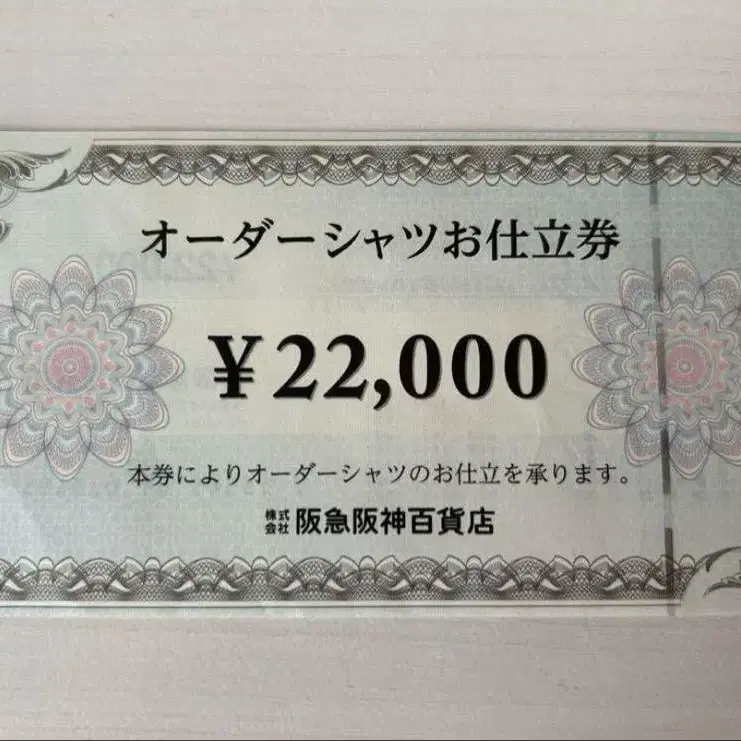 オーダーシャツお仕立券
¥22,000
本券によりオーダーシャツのお仕立を承ります。
株式会社 阪急阪神百貨店